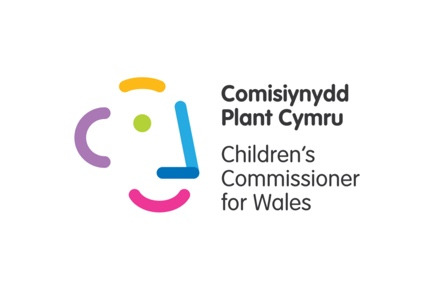 Comisiynydd
Plant Cymru
Children's
Commissioner
for Wales